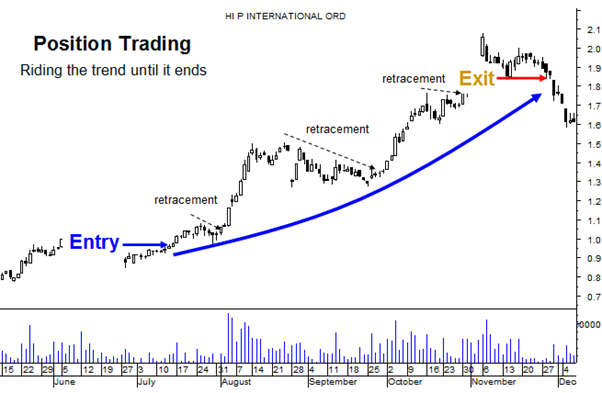 HI P INTERNATIONAL ORD
Position Trading
Riding the trend until it ends
retracement
Exit
retracement
retracement
Entry
2.1
2.0
1.9
1.8
1.7
1.6
1.5
1.4
1.3
1.2
1.1
1.0
0.9
0.8
0.7
00000
15 22 29 5 12 19 26 3 10 17 24 31 7 14 21 28 4 11 18 25 2 9 16 23 30 6 13 20 27 4
June July August September October November Dec